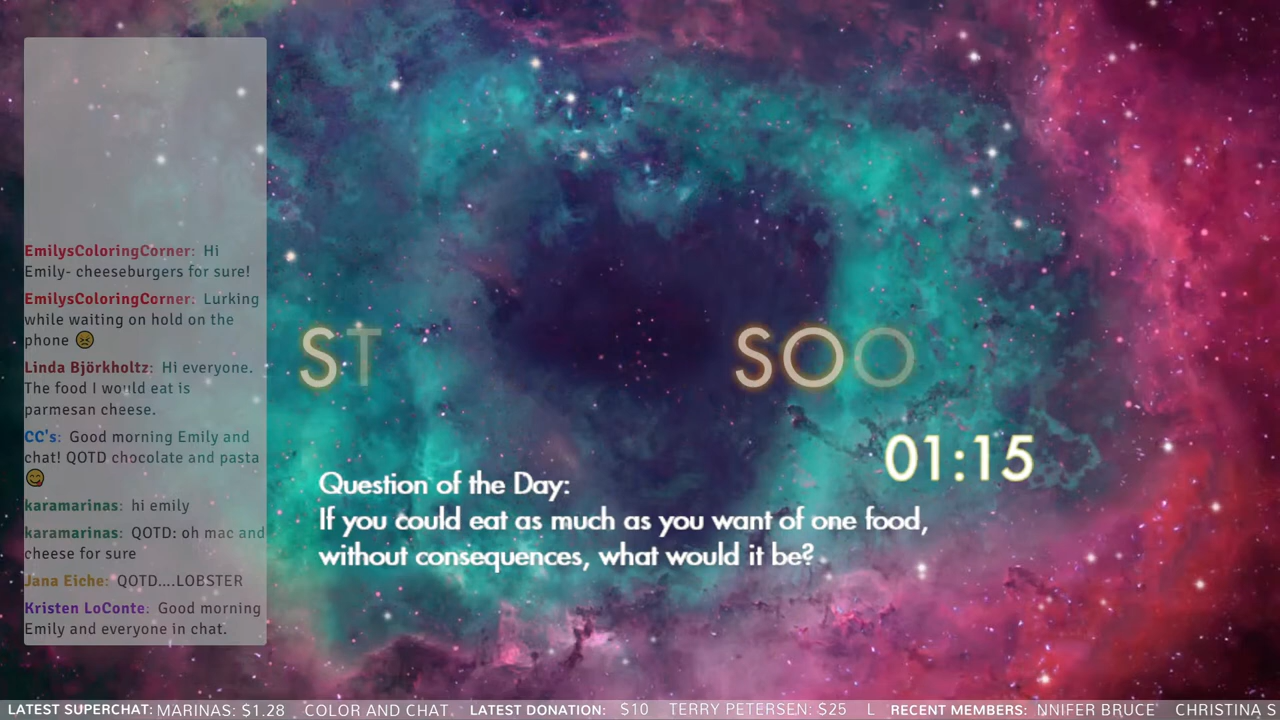 EmilysColoringCorner: Hi
Emily- cheeseburgers for sure!
EmilysColoringCorner: Lurking
while waiting on hold on the
phone 😣
Linda Björkholtz: Hi everyone.
The food I would eat is
parmesan cheese.
CC's: Good morning Emily and
chat! QOTD chocolate and pasta
😋
karamarinas: hi emily
karamarinas: QOTD: oh mac and
cheese for sure
Jana Eiche: QOTD....LOBSTER
Kristen LoConte: Good morning
Emily and everyone in chat.
ST SOO
01:15
Question of the Day:
If you could eat as much as you want of one food,
without consequences, what would it be?
LATEST SUPERCHAT: MARINAS: $1.28 COLOR AND CHAT. LATEST DONATION: $10 TERRY PETERSEN: $25 L RECENT MEMBERS: NNIFER BRUCE CHRISTINA S